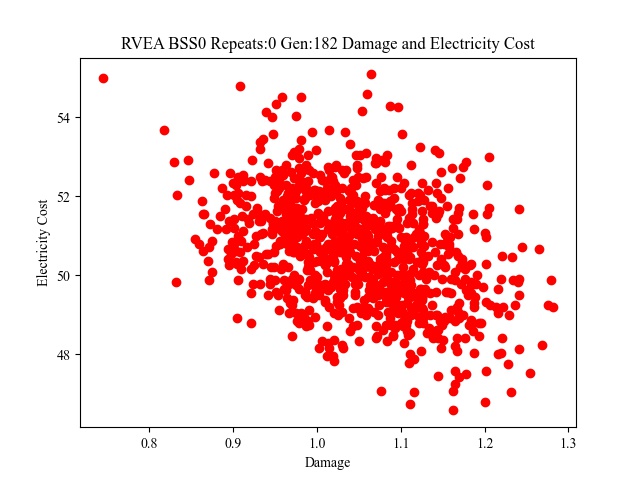 RVEA BSS0 Repeats:0 Gen:182 Damage and Electricity Cost
54
52
50
48
Electricity Cost
0.8 0.9 1.0 1.1 1.2 1.3
Damage